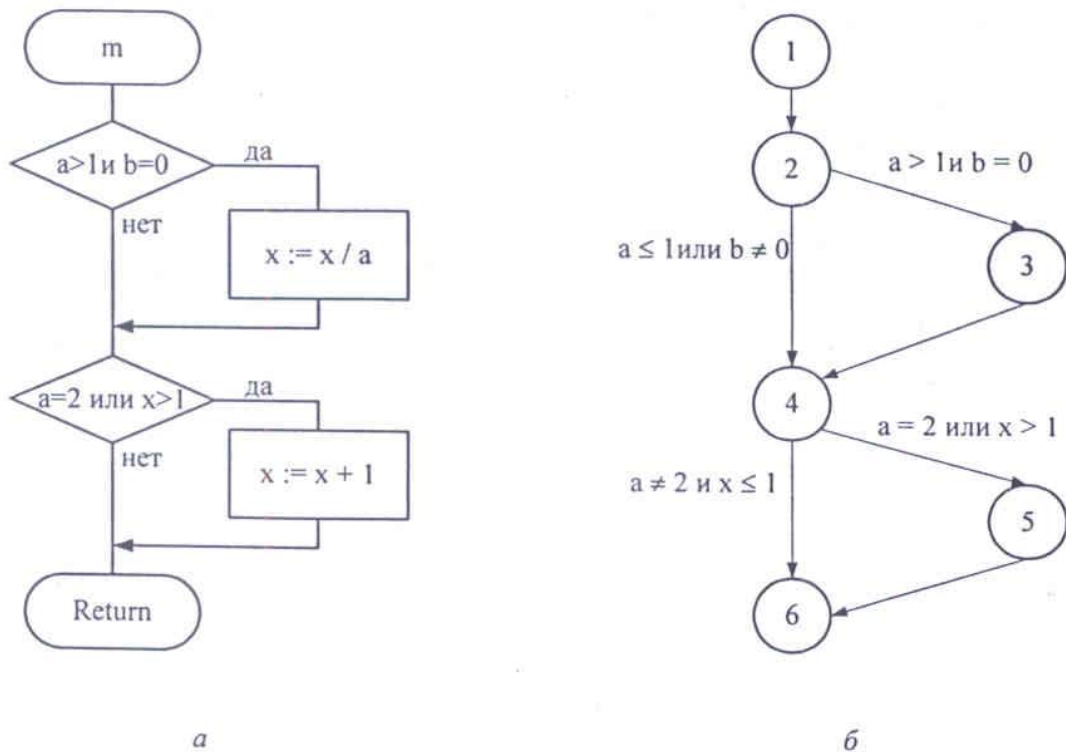 m
a>1и b=0
да
нет
x := x / a
a=2 или x>1
да
нет
x := x + 1
Return
а
1
2
a > 1и b = 0
a ≤ 1или b ≠ 0
3
4
a = 2 или x > 1
a ≠ 2 и x ≤ 1
5
6
б